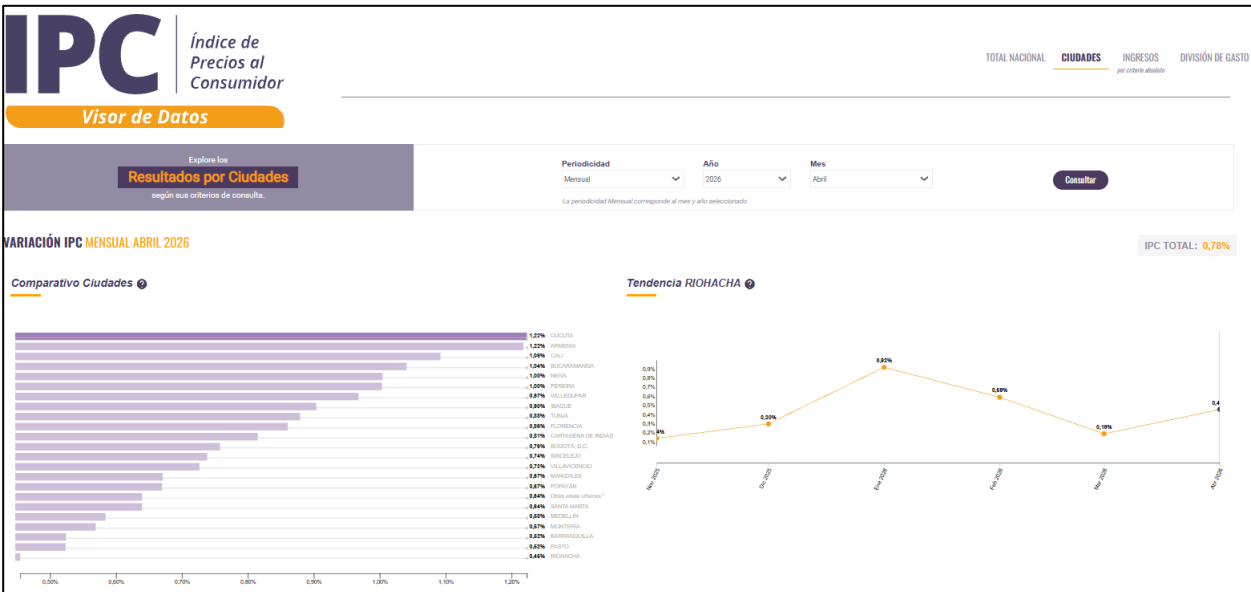 IPC
Índice de
Precios al
Consumidor
Visor de Datos
TOTAL NACIONAL CIUDADES INGRESOS DIVISIÓN DE GASTO
por criterio absoluto
Explore los
Resultados por Ciudades
según sus criterios de consulta.
Periodicidad Año Mes
Mensual 2026 Abril
Consultar
La periodicidad Mensual corresponde al mes y año seleccionado
VARIACIÓN IPC MENSUAL ABRIL 2026
IPC TOTAL: 0,78%
Comparativo Ciudades
1,22% CÚCUTA
1,22% ARMENIA
1,09% CALI
1,04% BUCARAMANGA
1,00% NEIVA
1,00% PEREIRA
0,97% VALLEDUPAR
0,90% IBAGUÉ
0,88% TUNJA
0,86% FLORENCIA
0,81% CARTAGENA DE INDIAS
0,76% BOGOTÁ, D.C.
0,74% SINCELEJO
0,73% VILLAVICENCIO
0,67% MANIZALES
0,67% POPAYÁN
0,64% Otras areas urbanas *
0,64% SANTA MARTA
0,58% MEDELLÍN
0,57% MONTERÍA
0,52% BARRANQUILLA
0,52% PASTO
0,46% RIOHACHA
0,50% 0,60% 0,70% 0,80% 0,90% 1,00% 1,10% 1,20%
Tendencia RIOHACHA
0,9%
0,8%
0,7%
0,6%
0,5%
0,4%
0,3%
0,2%
0,1%
4%
0,30%
0,92%
0,19%
0,4
Nov 2025
Dic 2025
Ene 2026
Feb 2026
Mar 2026
Abr 2026